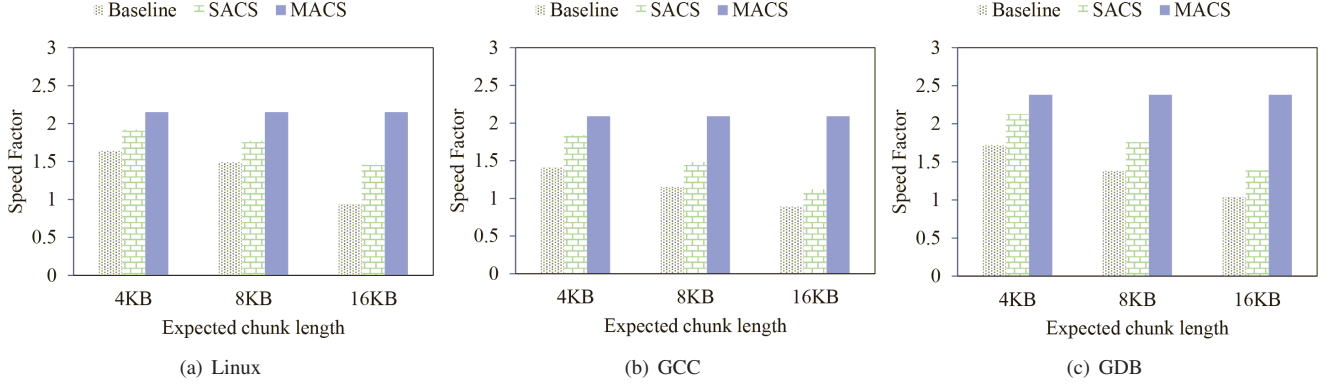 Baseline SACS MACS
3
2.5
2
1.5
1
0.5
0
Speed Factor
4KB 8KB 16KB
Expected chunk length
(a) Linux
Baseline SACS MACS
3
2.5
2
1.5
1
0.5
0
Speed Factor
4KB 8KB 16KB
Expected chunk length
(b) GCC
Baseline SACS MACS
3
2.5
2
1.5
1
0.5
0
Speed Factor
4KB 8KB 16KB
Expected chunk length
(c) GDB